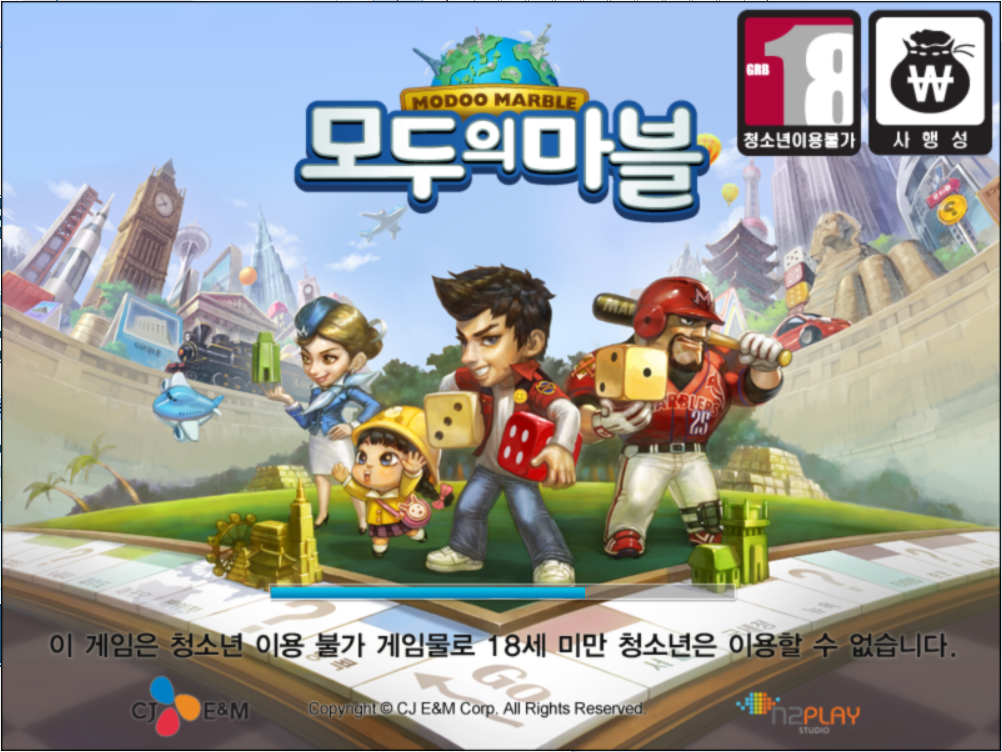 GRB
18
청소년이용불가
₩
사 행 성
MODOO MARBLE
모두의마블
M
MARBLERS
25
Go
이 게임은 청소년 이용 불가 게임물로 18세 미만 청소년은 이용할 수 없습니다.
CJ E&M
Copyright © CJ E&M Corp. All Rights Reserved.
n2PLAY
STUDIO